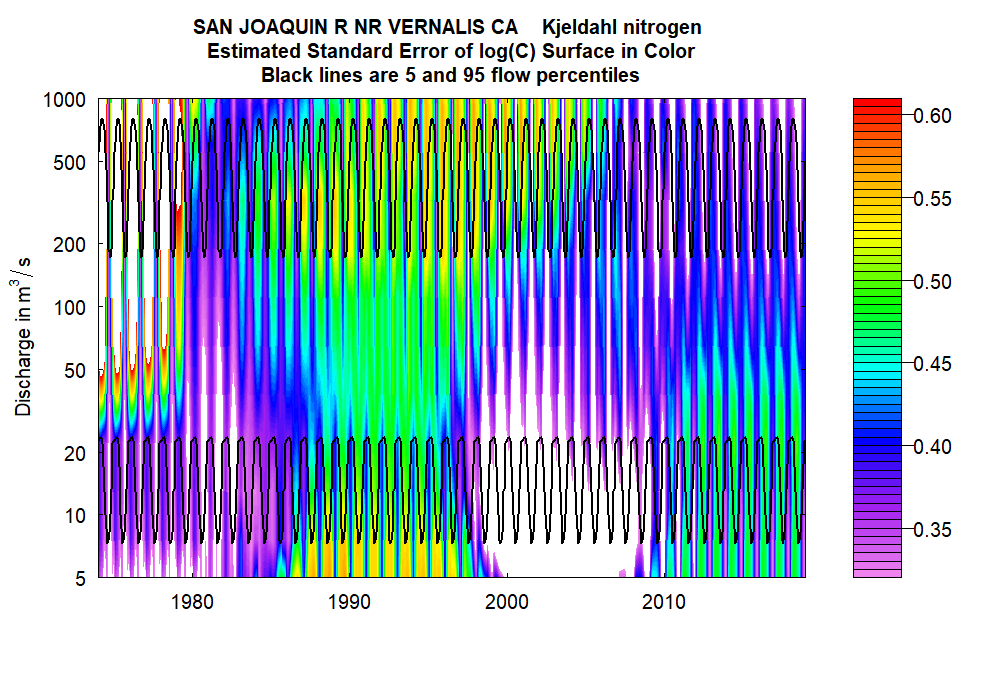 SAN JOAQUIN R NR VERNALIS CA Kjeldahl nitrogen
Estimated Standard Error of log(C) Surface in Color
Black lines are 5 and 95 flow percentiles
1000
500
200
100
50
20
10
5
Discharge in m³/s
1980 1990 2000 2010
0.60
0.55
0.50
0.45
0.40
0.35